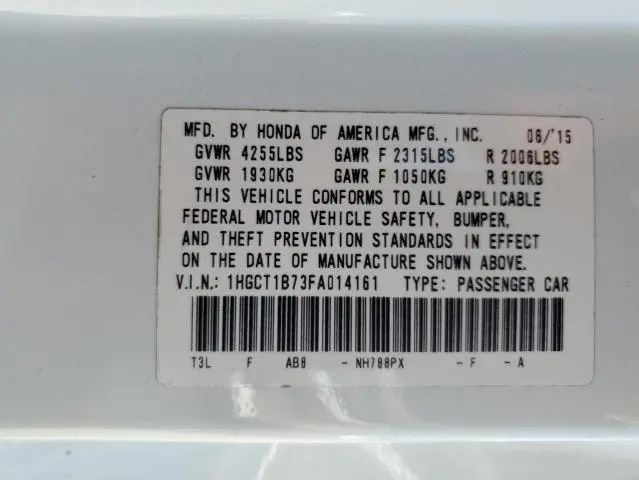 MFD. BY HONDA OF AMERICA MFG., INC. 06/'15
GVWR 4255LBS GAWR F 2315LBS R 2006LBS
GVWR 1930KG GAWR F 1050KG R 910KG
THIS VEHICLE CONFORMS TO ALL APPLICABLE
FEDERAL MOTOR VEHICLE SAFETY, BUMPER,
AND THEFT PREVENTION STANDARDS IN EFFECT
ON THE DATE OF MANUFACTURE SHOWN ABOVE.
V.I.N.: 1HGCT1B73FA014161 TYPE: PASSENGER CAR
T3L F AB8 - NH788PX - F - A